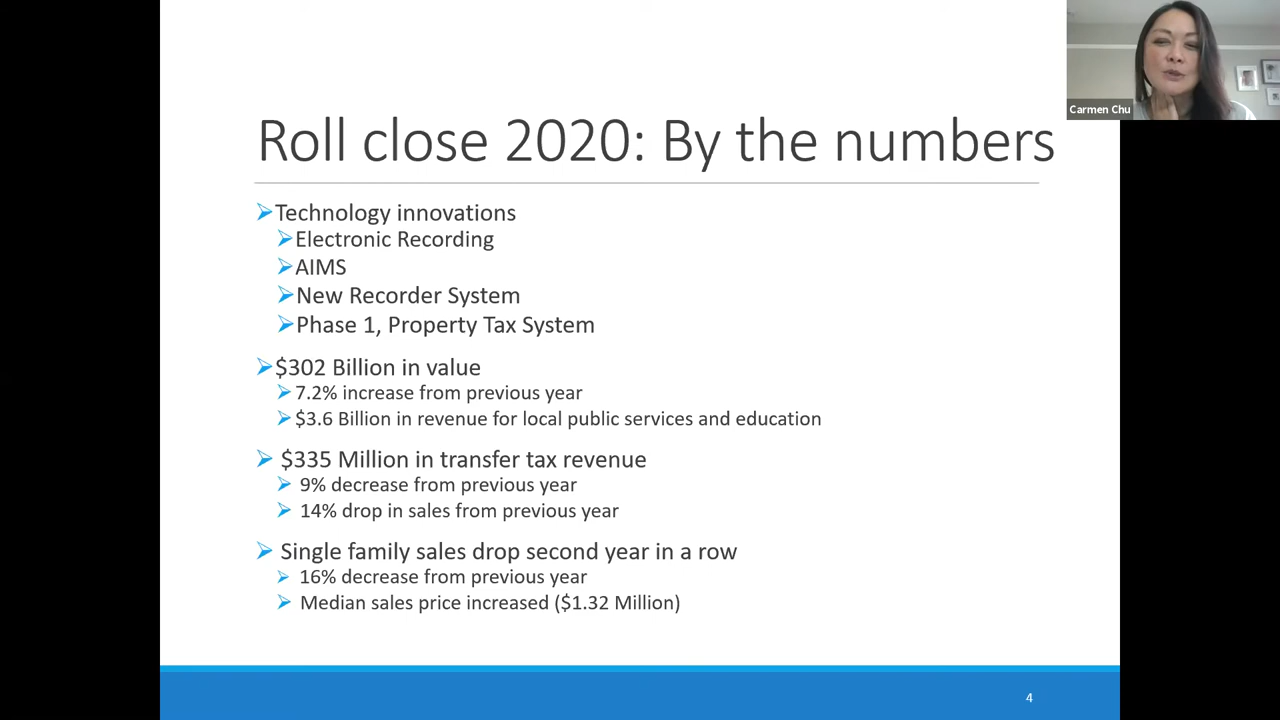 Carmen Chu
Roll close 2020: By the numbers
Technology innovations
Electronic Recording
AIMS
New Recorder System
Phase 1, Property Tax System
$302 Billion in value
7.2% increase from previous year
$3.6 Billion in revenue for local public services and education
$335 Million in transfer tax revenue
9% decrease from previous year
14% drop in sales from previous year
Single family sales drop second year in a row
16% decrease from previous year
Median sales price increased ($1.32 Million)
4